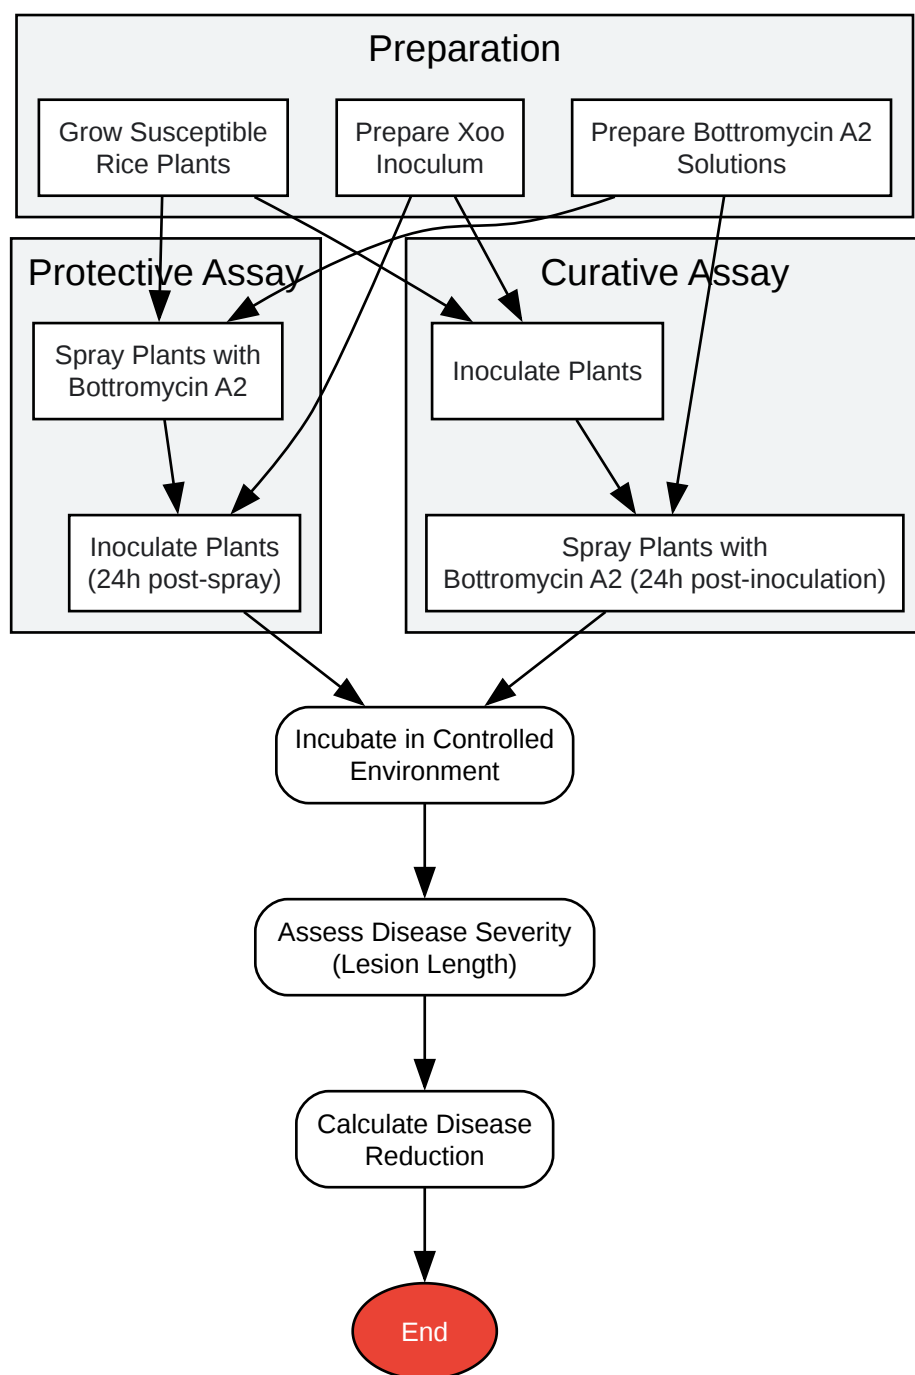 Preparation
Grow Susceptible
Rice Plants
Prepare Xoo
Inoculum
Prepare Bottromycin A2
Solutions
Protective Assay
Curative Assay
Spray Plants with
Bottromycin A2
Inoculate Plants
Inoculate Plants
(24h post-spray)
Spray Plants with
Bottromycin A2 (24h post-inoculation)
Incubate in Controlled
Environment
Assess Disease Severity
(Lesion Length)
Calculate Disease
Reduction
End